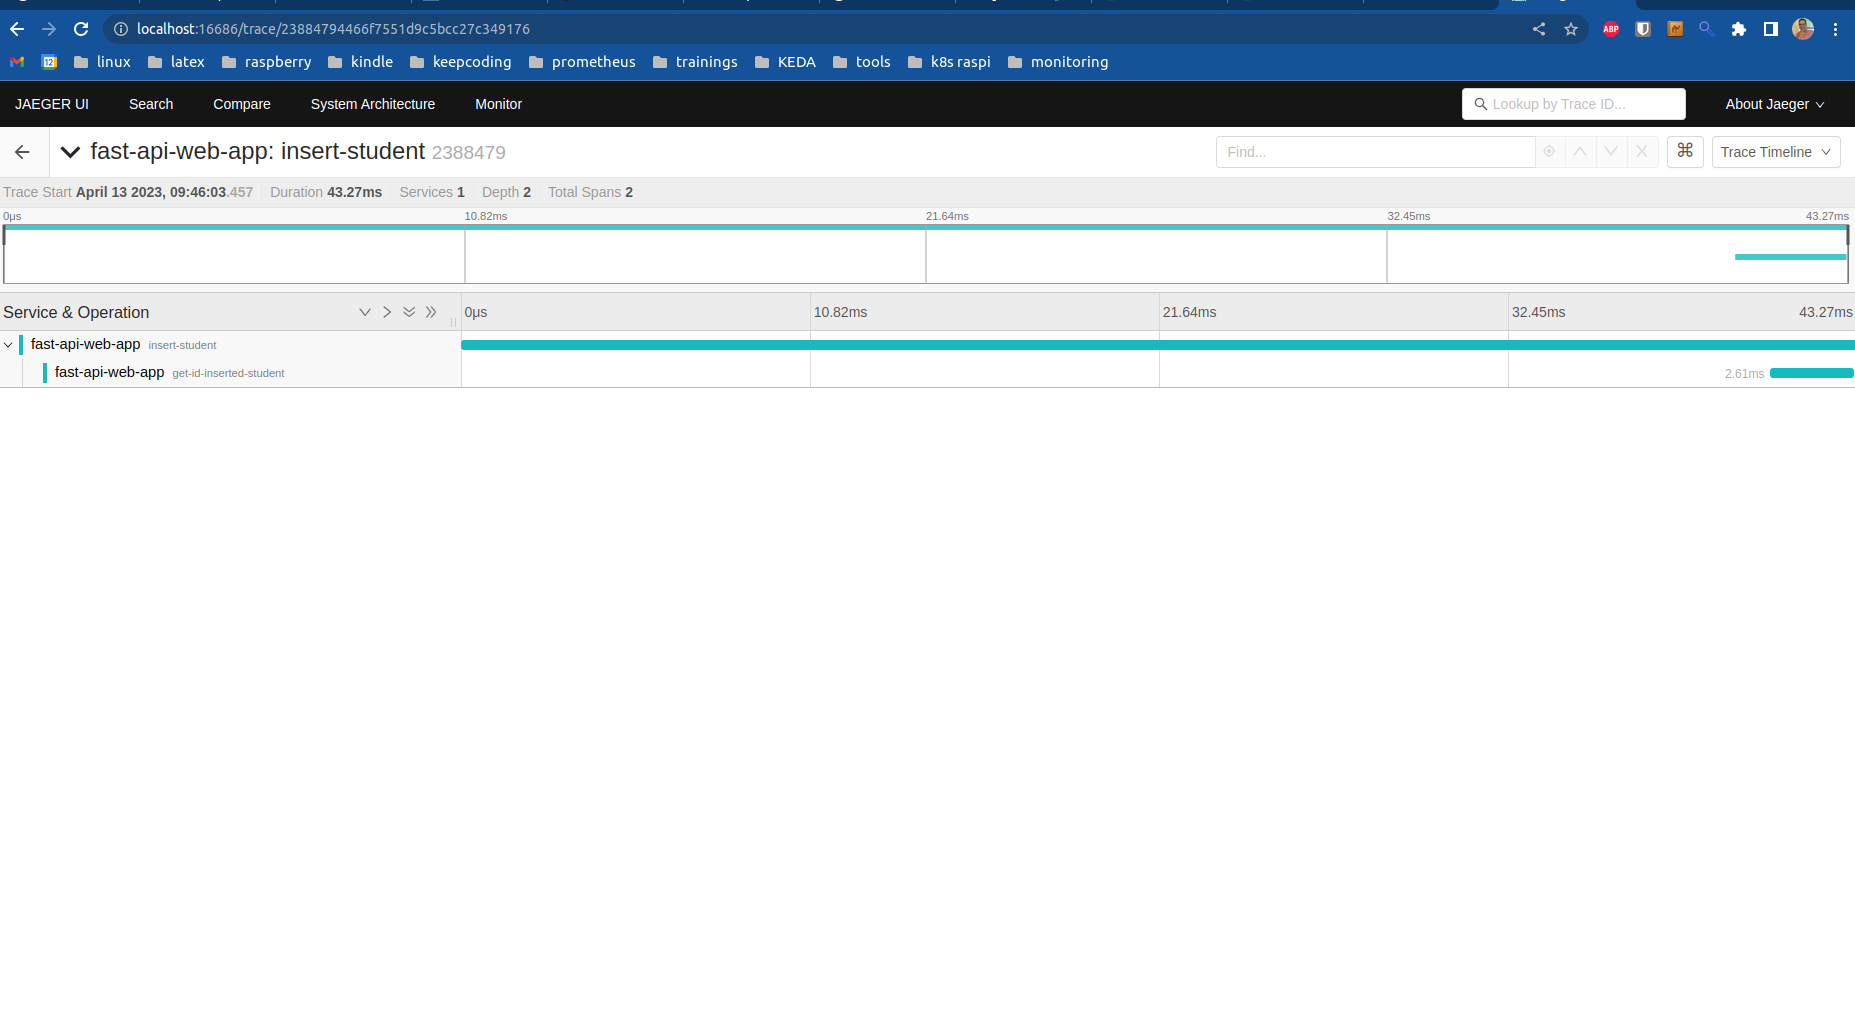 localhost:16686/trace/23884794466f7551d9c5bcc27c349176
ABP
12 linux latex raspberry kindle keepcoding prometheus trainings KEDA tools k8s raspi monitoring
JAEGER UI Search Compare System Architecture Monitor Lookup by Trace ID... About Jaeger
fast-api-web-app: insert-student 2388479 Find... ⌘ Trace Timeline
Trace Start April 13 2023, 09:46:03.457 Duration 43.27ms Services 1 Depth 2 Total Spans 2
0μs 10.82ms 21.64ms 32.45ms 43.27ms
Service & Operation 0μs 10.82ms 21.64ms 32.45ms 43.27ms
fast-api-web-app insert-student
fast-api-web-app get-id-inserted-student 2.61ms